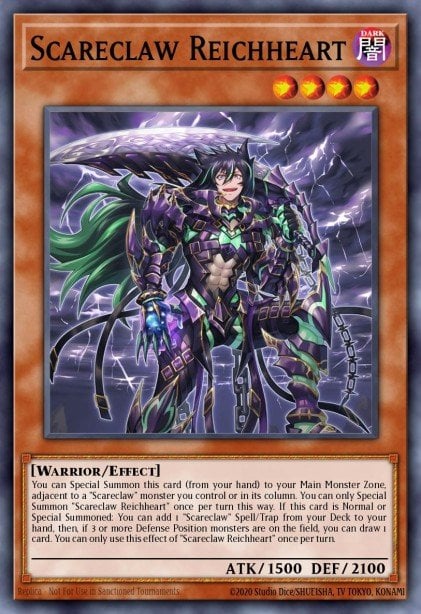 Scareclaw Reichheart
DARK
闇
[Warrior/Effect]
You can Special Summon this card (from your hand) to your Main Monster Zone,
adjacent to a "Scareclaw" monster you control or in its column. You can only Special
Summon "Scareclaw Reichheart" once per turn this way. If this card is Normal or
Special Summoned: You can add 1 "Scareclaw" Spell/Trap from your Deck to your
hand, then, if 3 or more Defense Position monsters are on the field, you can draw 1
card. You can only use this effect of "Scareclaw Reichheart" once per turn.
ATK/1500 DEF/2100
Replica - Not For Use in Sanctioned Tournaments
©2020 Studio Dice/SHUEISHA, TV TOKYO, KONAMI